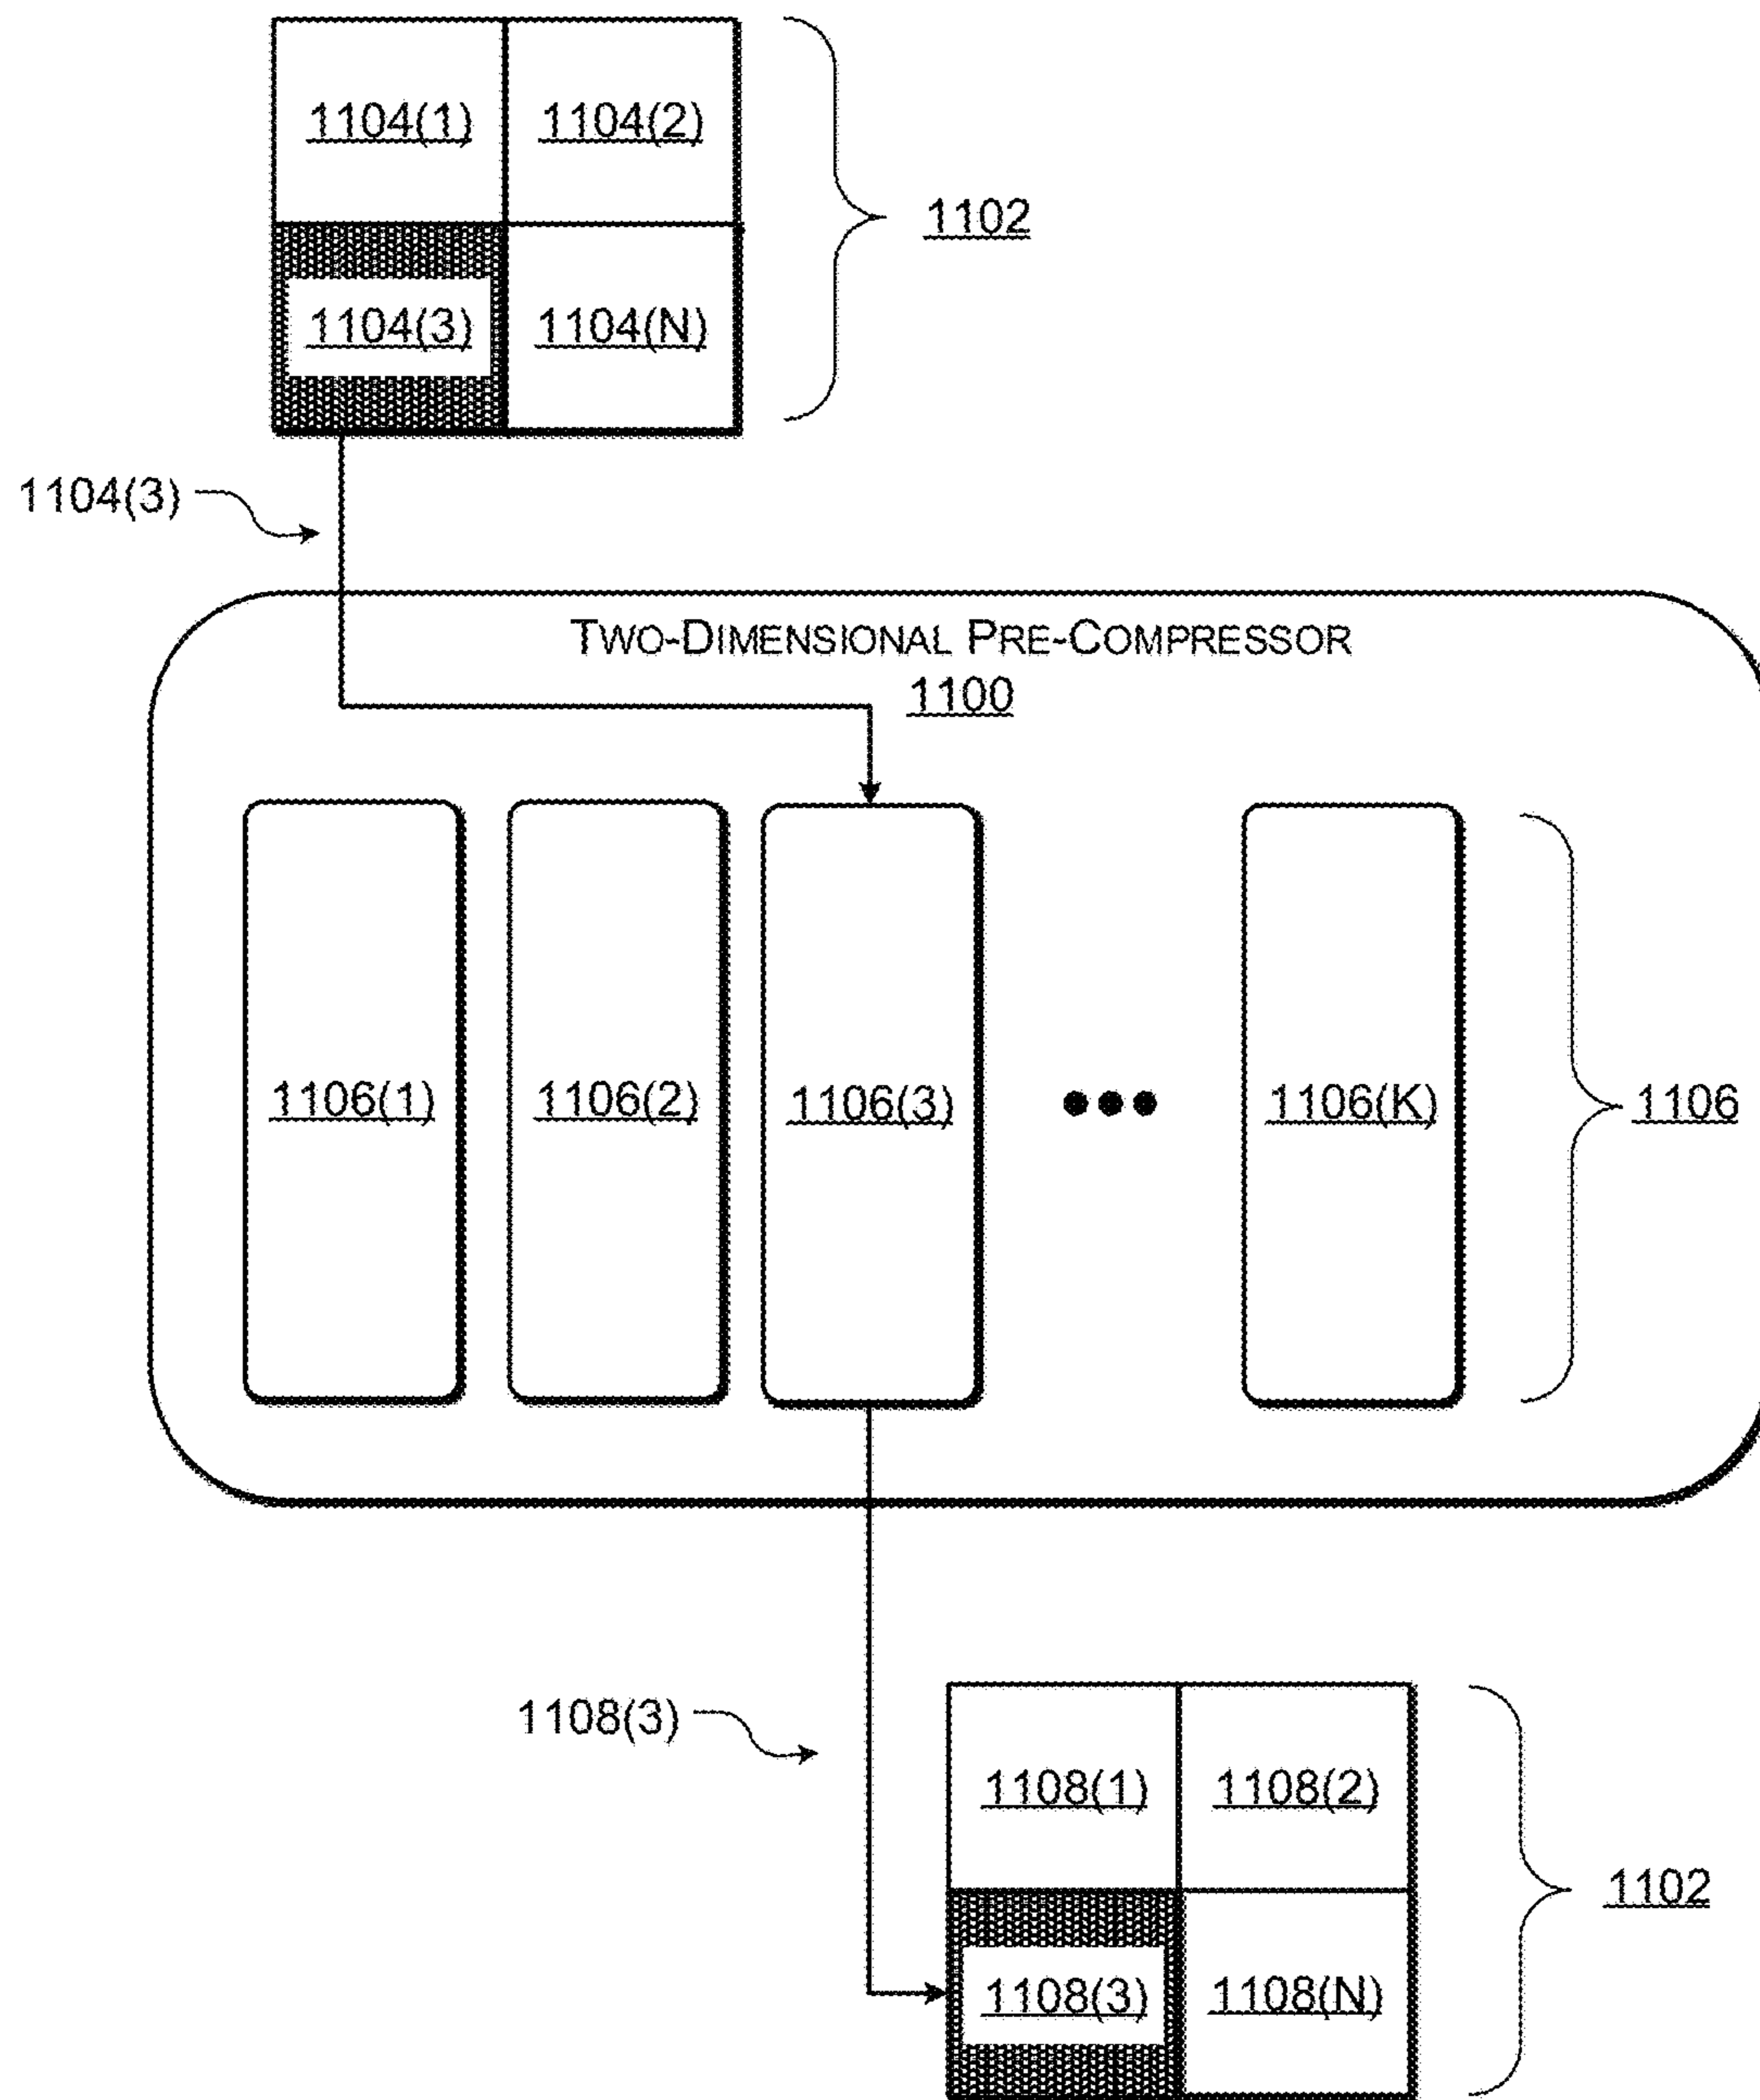 1104(1) 1104(2)
1102
1104(3) 1104(N)
1104(3)
TWO-DIMENSIONAL PRE-COMPRESSOR
1100
1106(1) 1106(2) 1106(3) ●●● 1106(K) 1106
1108(3)
1108(1) 1108(2)
1102
1108(3) 1108(N)